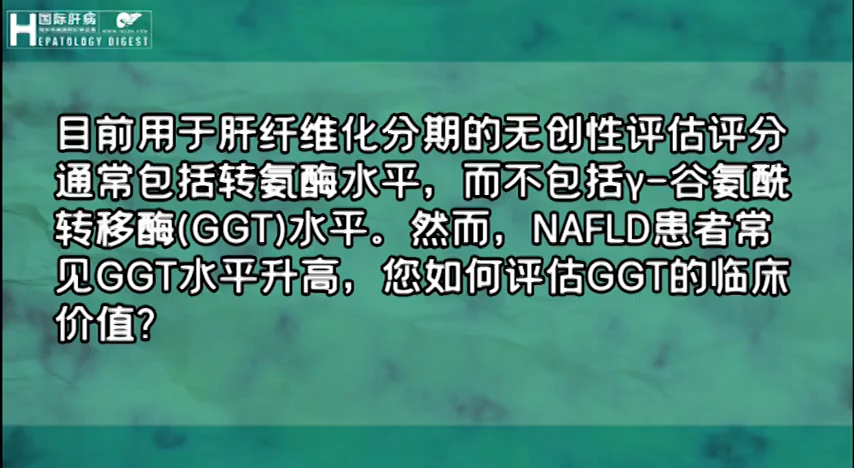 国际肝病
WWW.IHEPA.COM
HEPATOLOGY DIGEST
目前用于肝纤维化分期的无创性评估评分
通常包括转氨酶水平，而不包括γ-谷氨酰
转移酶(GGT)水平。然而，NAFLD患者常
见GGT水平升高，您如何评估GGT的临床
价值?